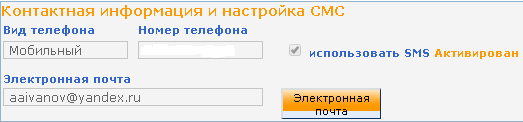 Контактная информация и настройка СМС
Вид телефона Номер телефона
Мобильный
использовать SMS Активирован
Электронная почта
aaivanov@yandex.ru
Электронная
почта